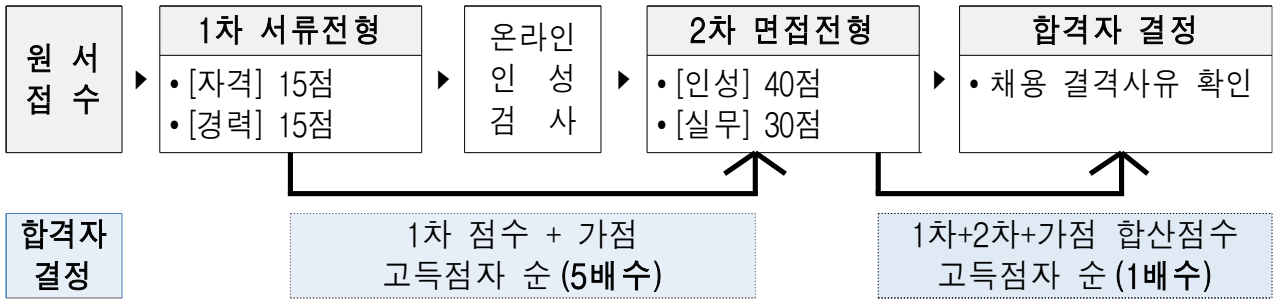 원 서
접 수
1차 서류전형
• [자격] 15점
• [경력] 15점
온라인
인 성
검 사
2차 면접전형
• [인성] 40점
• [실무] 30점
합격자 결정
• 채용 결격사유 확인
합격자
결정
1차 점수 + 가점
고득점자 순 (5배수)
1차+2차+가점 합산점수
고득점자 순 (1배수)